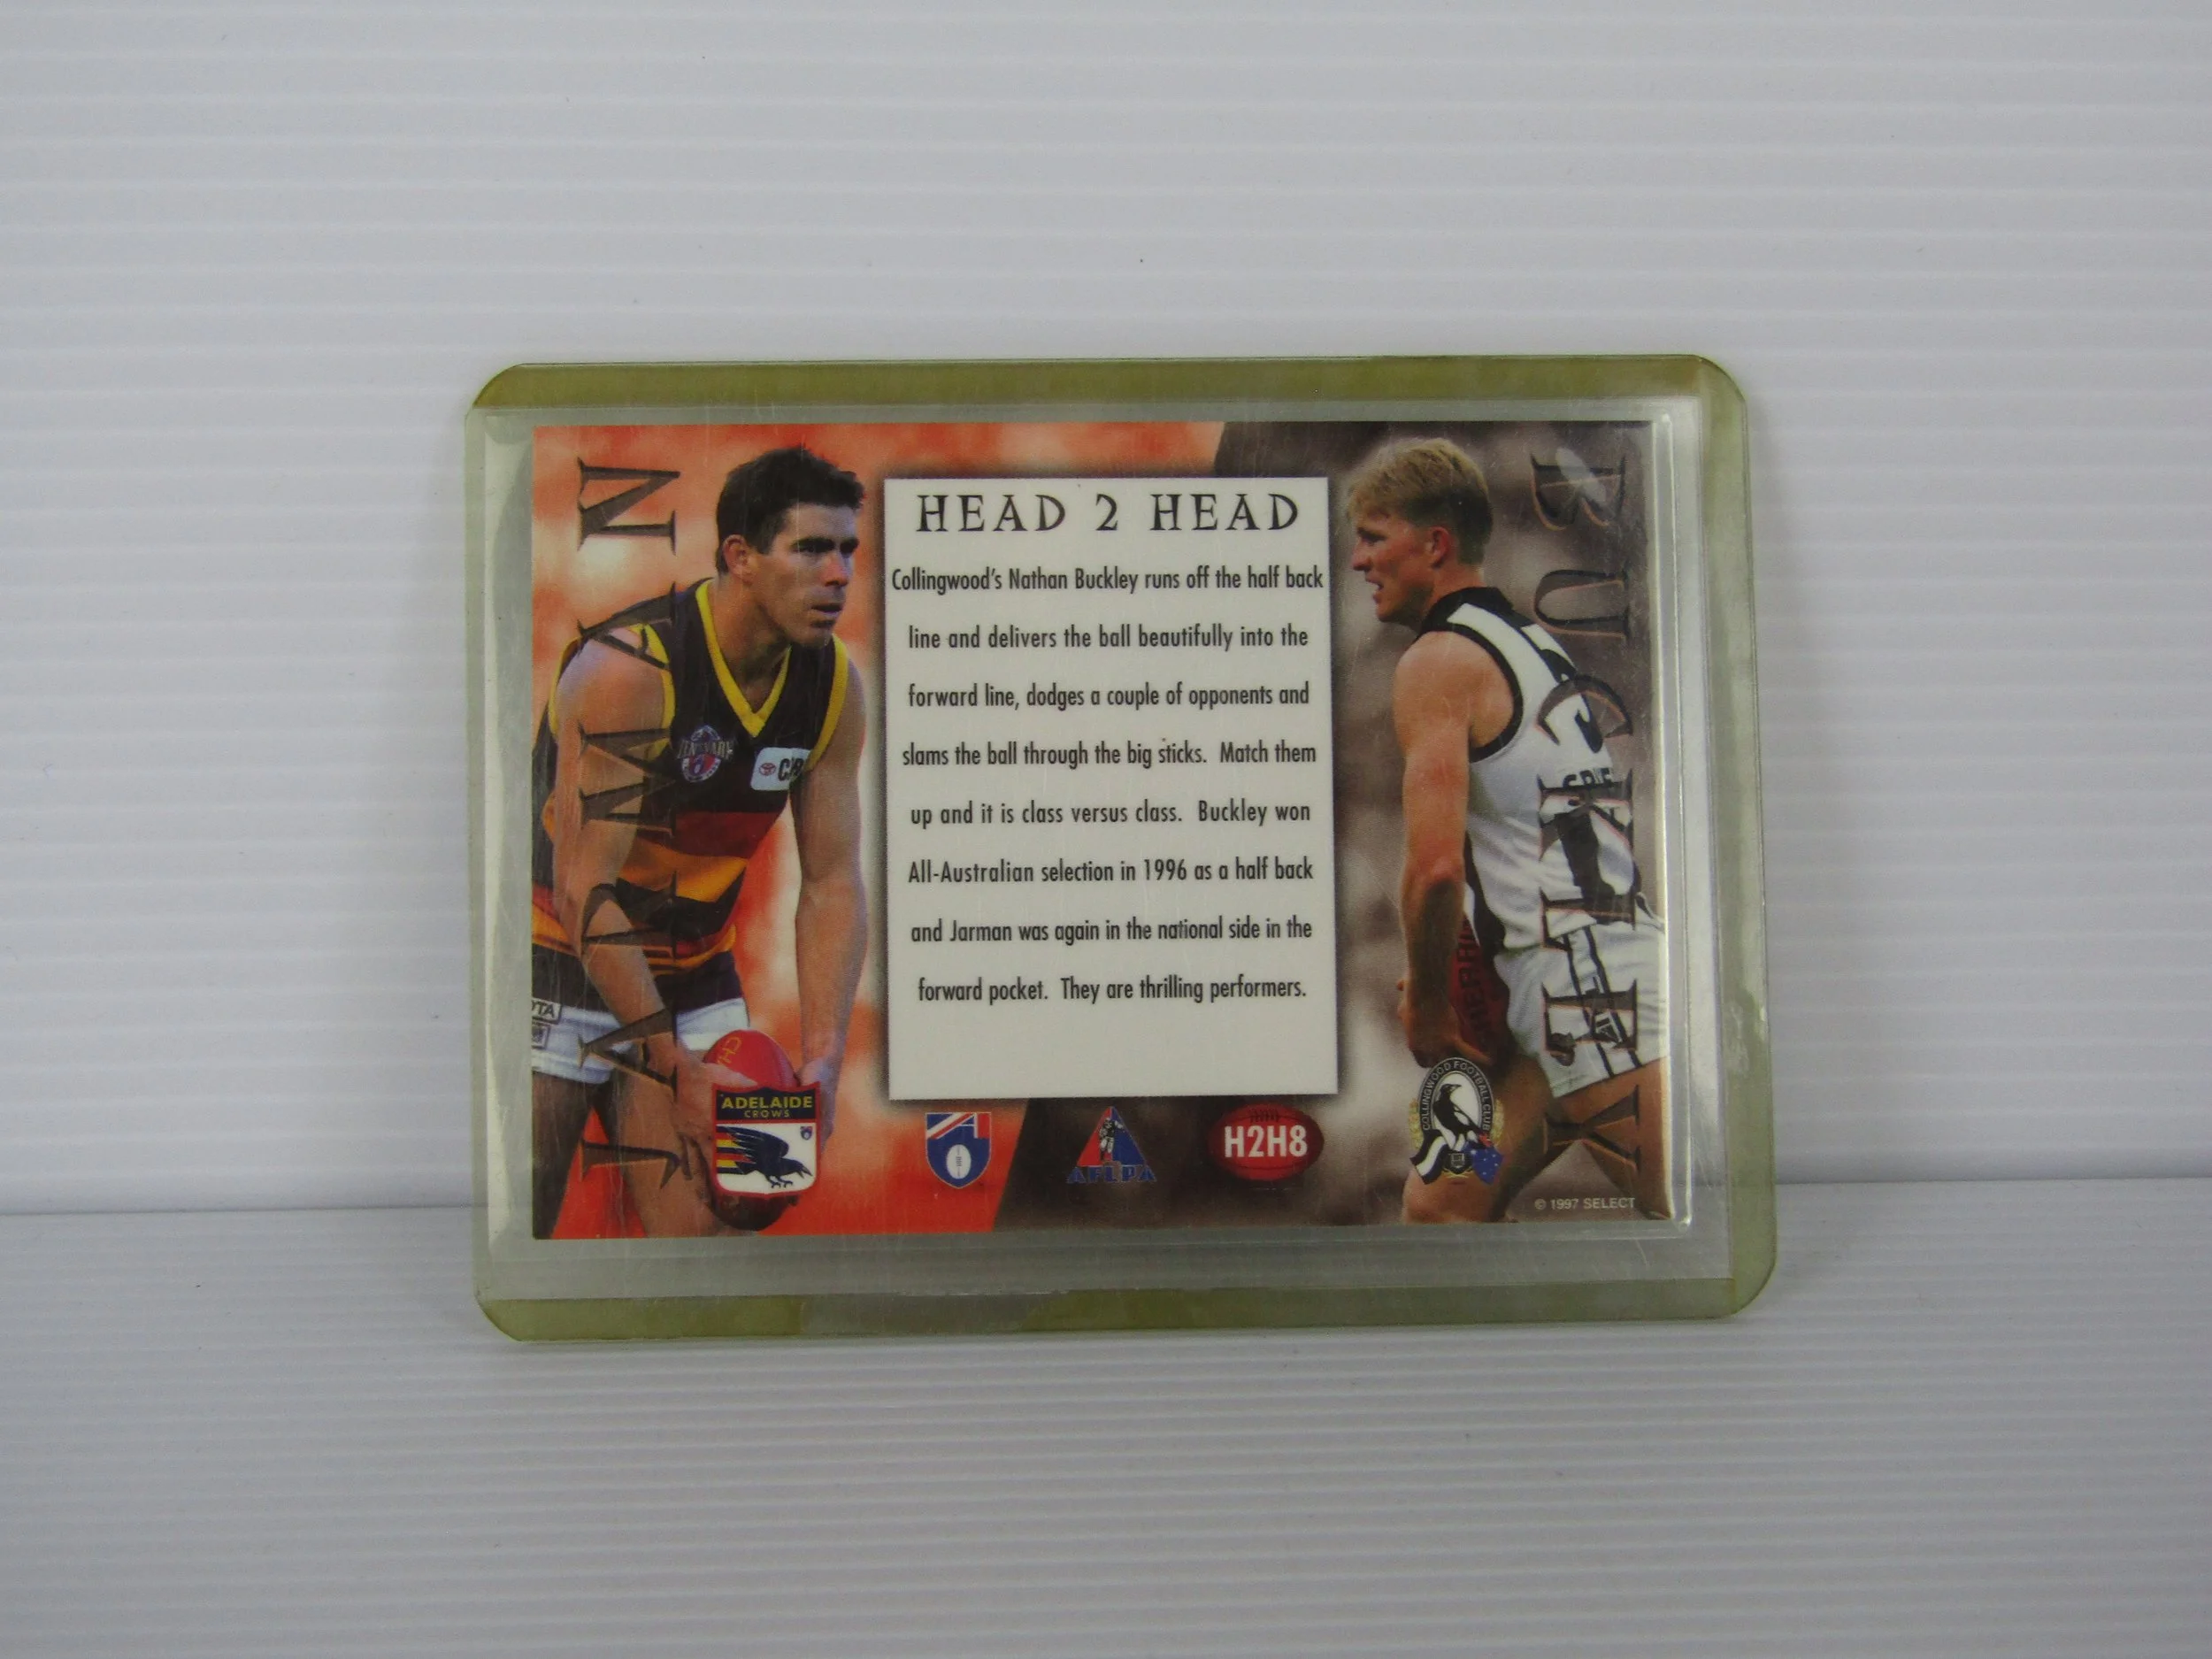 JARMAN
HEAD 2 HEAD
Collingwood's Nathan Buckley runs off the half back
line and delivers the ball beautifully into the
forward line, dodges a couple of opponents and
slams the ball through the big sticks. Match them
up and it is class versus class. Buckley won
All-Australian selection in 1996 as a half back
and Jarman was again in the national side in the
forward pocket. They are thrilling performers.
BUCKLEY
ADELAIDE
CROWS
AFLPA
H2H8
COLLINGWOOD FOOTBALL CLUB
© 1997 SELECT